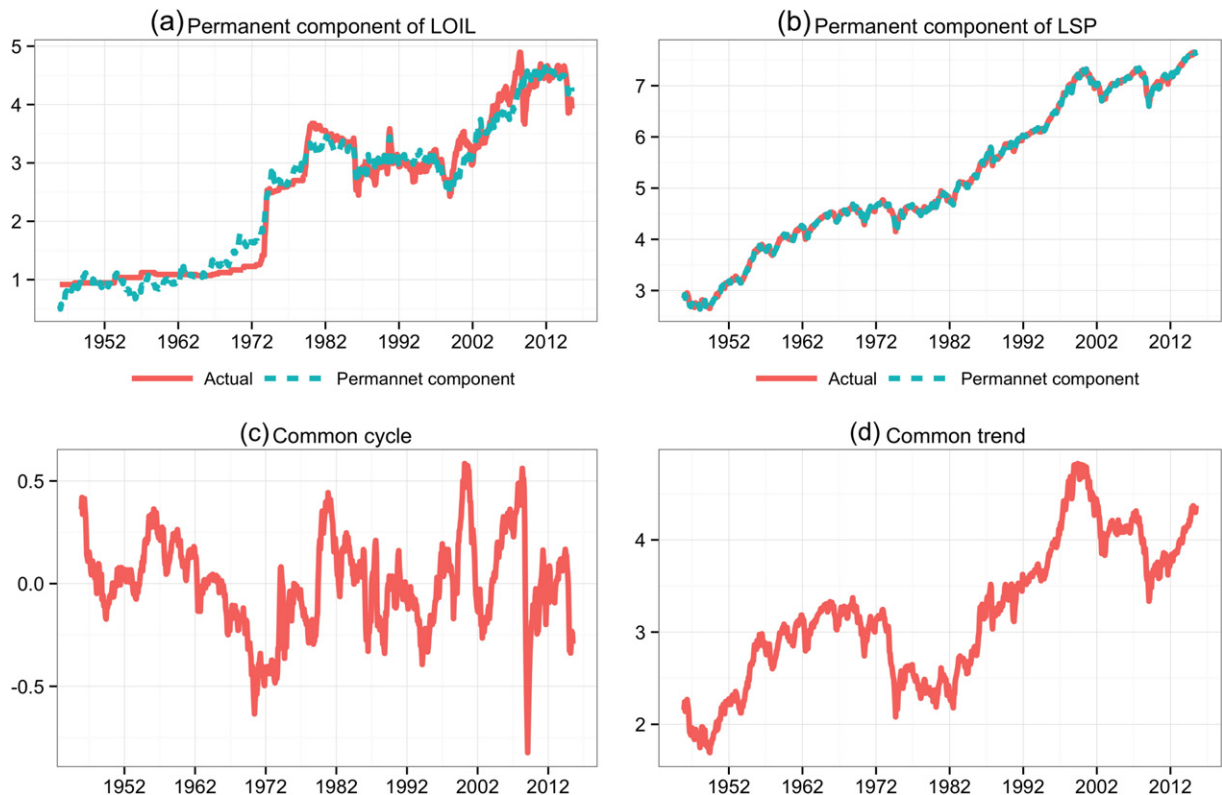 (a) Permanent component of LOIL
5
4
3
2
1
1952 1962 1972 1982 1992 2002 2012
Actual Permannet component
(b) Permanent component of LSP
7
6
5
4
3
1952 1962 1972 1982 1992 2002 2012
Actual Permannet component
(c) Common cycle
0.5
0.0
-0.5
1952 1962 1972 1982 1992 2002 2012
(d) Common trend
4
3
2
1952 1962 1972 1982 1992 2002 2012